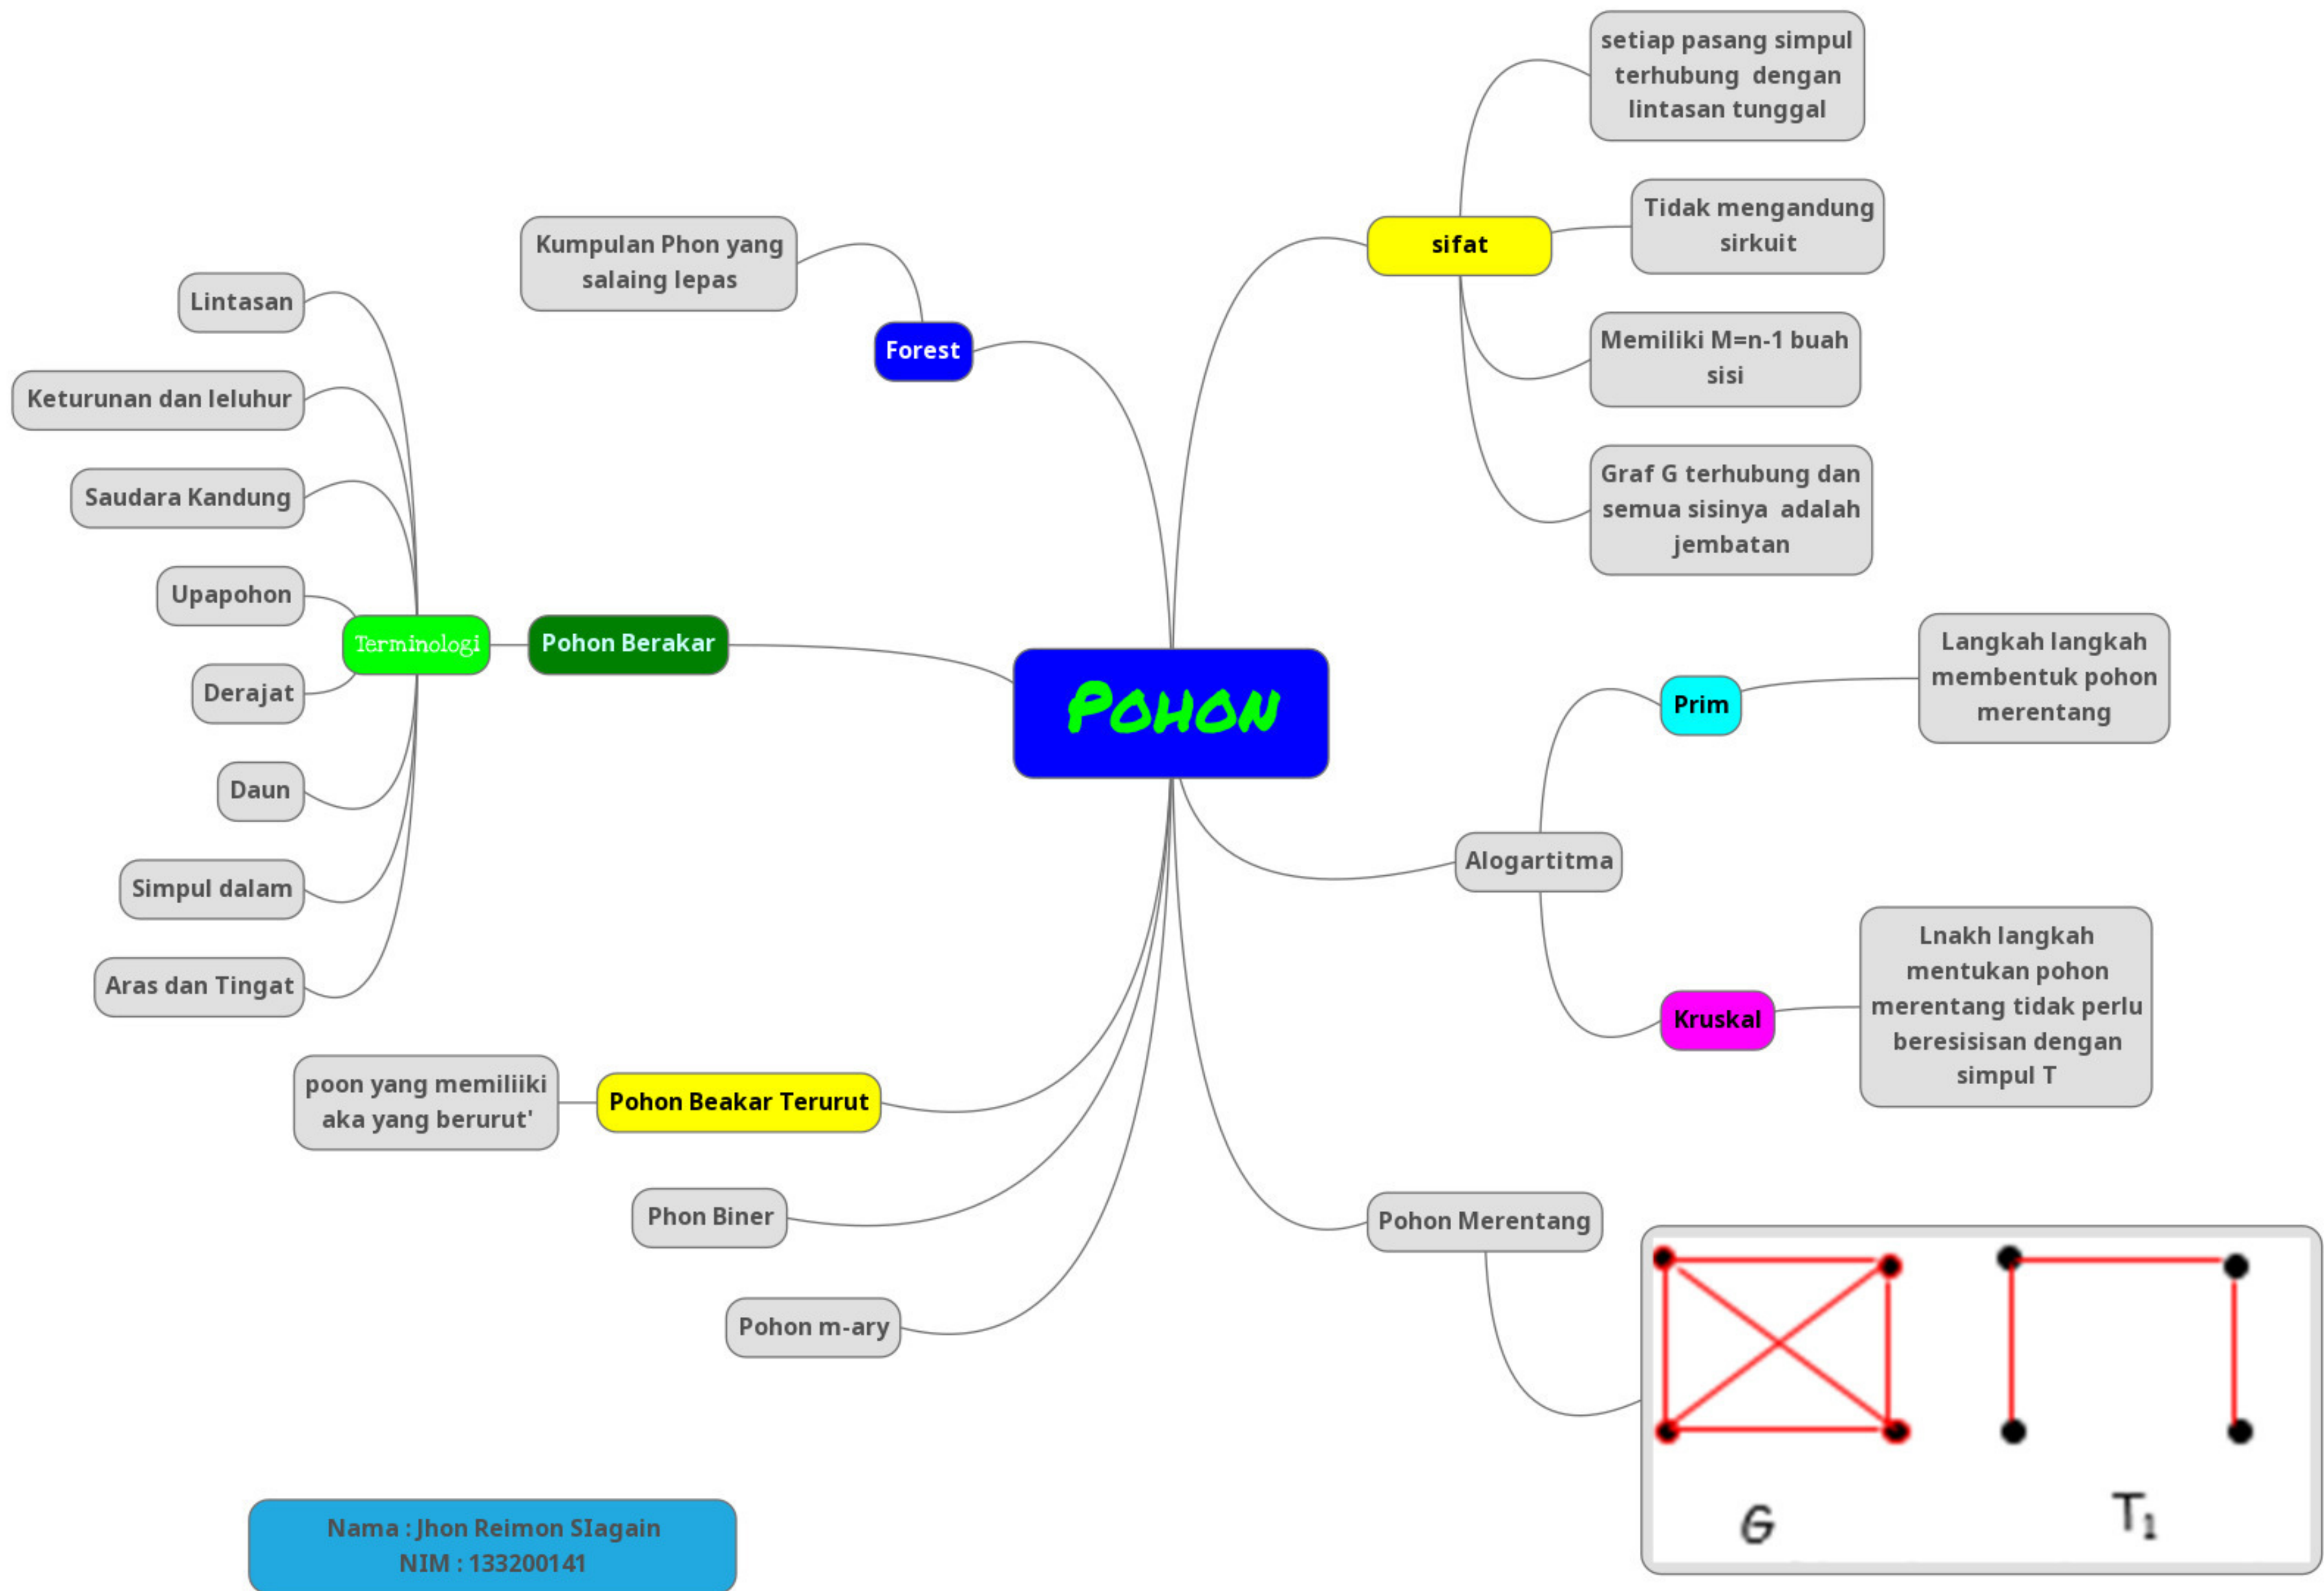 setiap pasang simpul
terhubung dengan
lintasan tunggal
Tidak mengandung
sirkuit
sifat
Memiliki M=n-1 buah
sisi
Graf G terhubung dan
semua sisinya adalah
jembatan
Kumpulan Phon yang
salaing lepas
Forest
Lintasan
Keturunan dan leluhur
Saudara Kandung
Upapohon
Terminologi
Pohon Berakar
Derajat
Daun
Simpul dalam
Aras dan Tingat
POHON
Langkah langkah
membentuk pohon
merentang
Prim
Alogartitma
Kruskal
Lnakh langkah
mentukan pohon
merentang tidak perlu
beresisisan dengan
simpul T
poon yang memiliiki
aka yang berurut'
Pohon Beakar Terurut
Phon Biner
Pohon m-ary
Pohon Merentang
G
T1
Nama : Jhon Reimon SIagain
NIM : 133200141